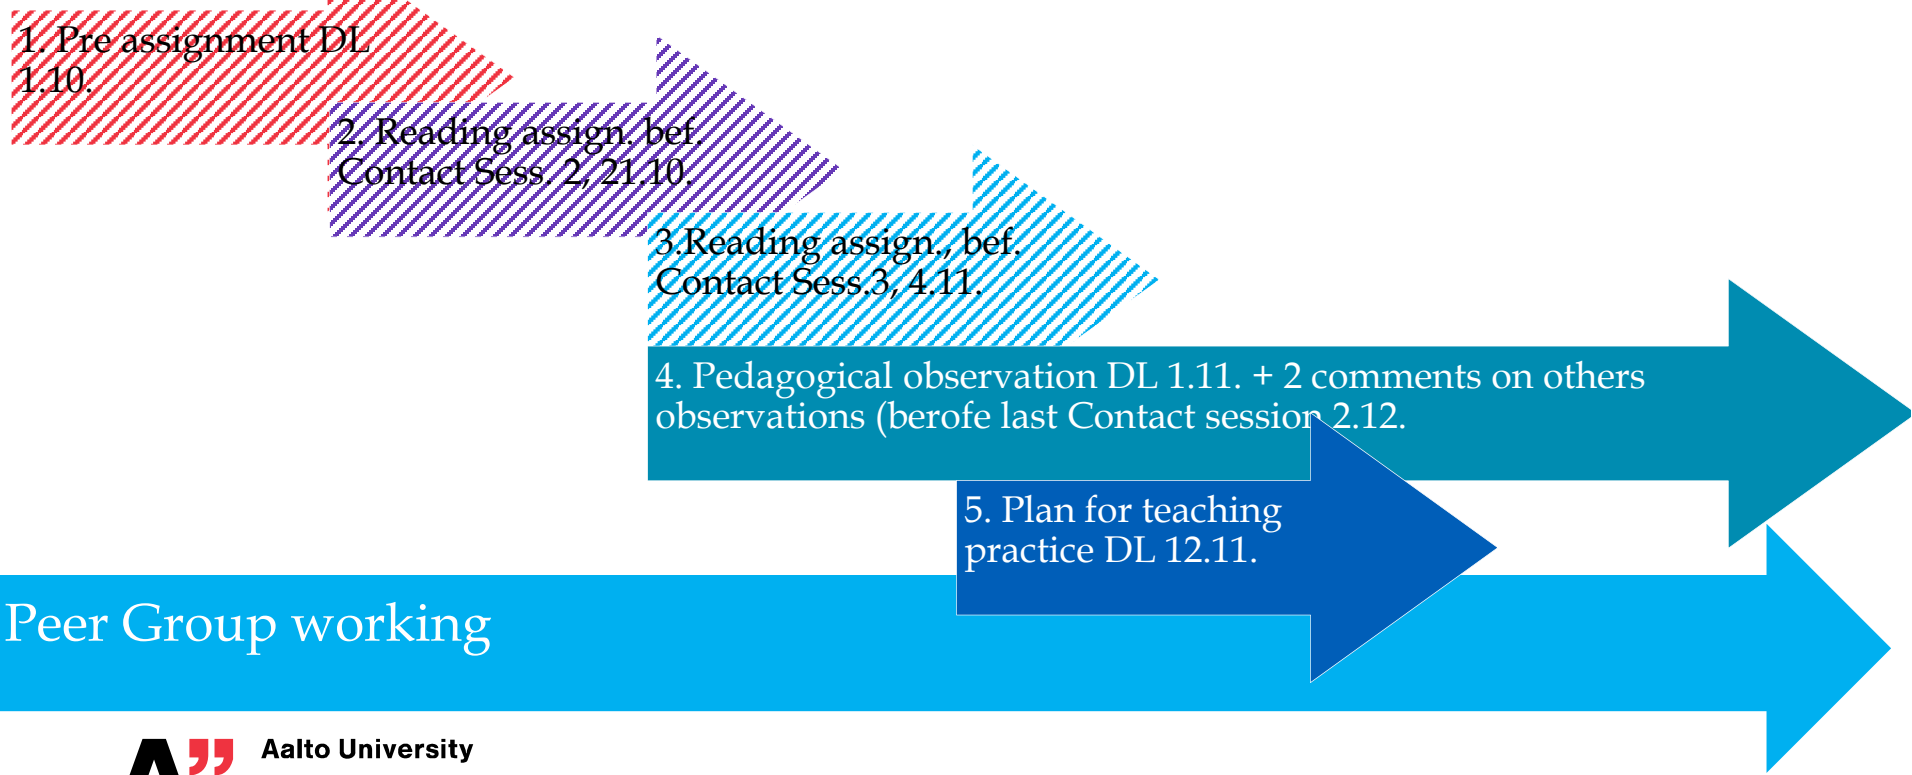 1. Pre assignment DL
1.10.
2. Reading assign. bef.
Contact Sess. 2, 21.10.
3.Reading assign., bef.
Contact Sess.3, 4.11.
4. Pedagogical observation DL 1.11. + 2 comments on others
observations (berofe last Contact session 2.12.
5. Plan for teaching
practice DL 12.11.
Peer Group working
A”
Aalto University